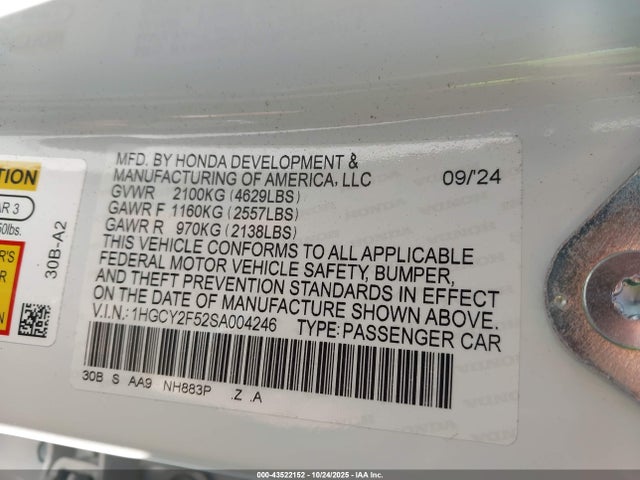 MFD. BY HONDA DEVELOPMENT &
MANUFACTURING OF AMERICA, LLC 09/'24
GVWR 2100KG (4629LBS)
GAWR F 1160KG (2557LBS)
GAWR R 970KG (2138LBS)
THIS VEHICLE CONFORMS TO ALL APPLICABLE
FEDERAL MOTOR VEHICLE SAFETY, BUMPER,
AND THEFT PREVENTION STANDARDS IN EFFECT
ON THE DATE OF MANUFACTURE SHOWN ABOVE.
V.I.N.: 1HGCY2F52SA004246 TYPE: PASSENGER CAR
30B S AA9 NH883P .Z .A
30B-A2
000-43522152 - 10/24/2025 - IAA Inc.